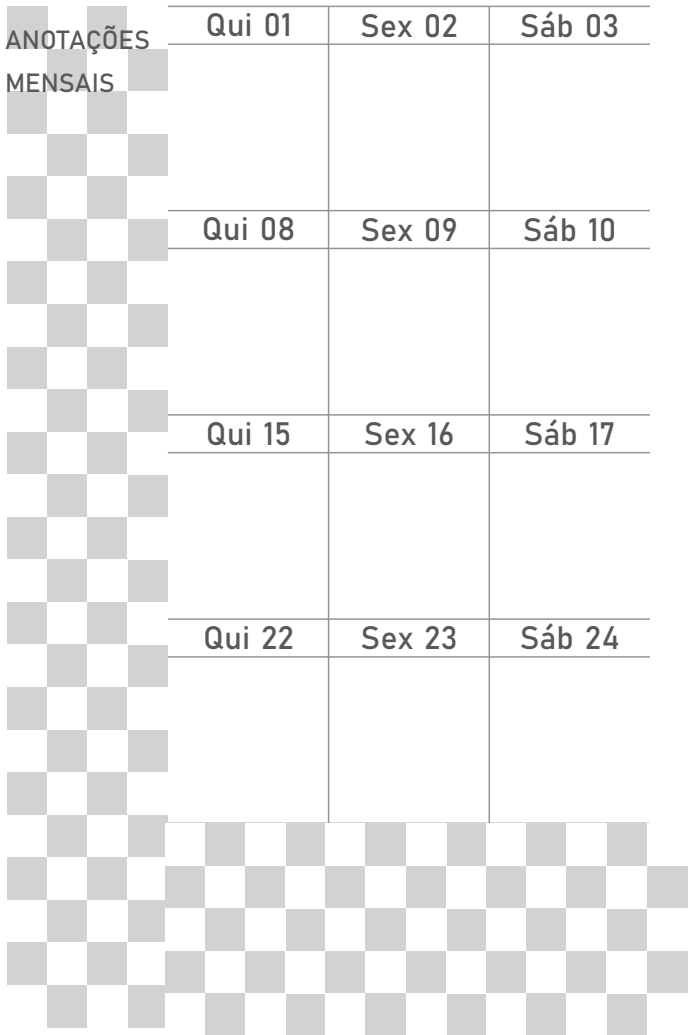 ANOTAÇÕES
MENSAIS
Qui 01 Sex 02 Sáb 03
Qui 08 Sex 09 Sáb 10
Qui 15 Sex 16 Sáb 17
Qui 22 Sex 23 Sáb 24